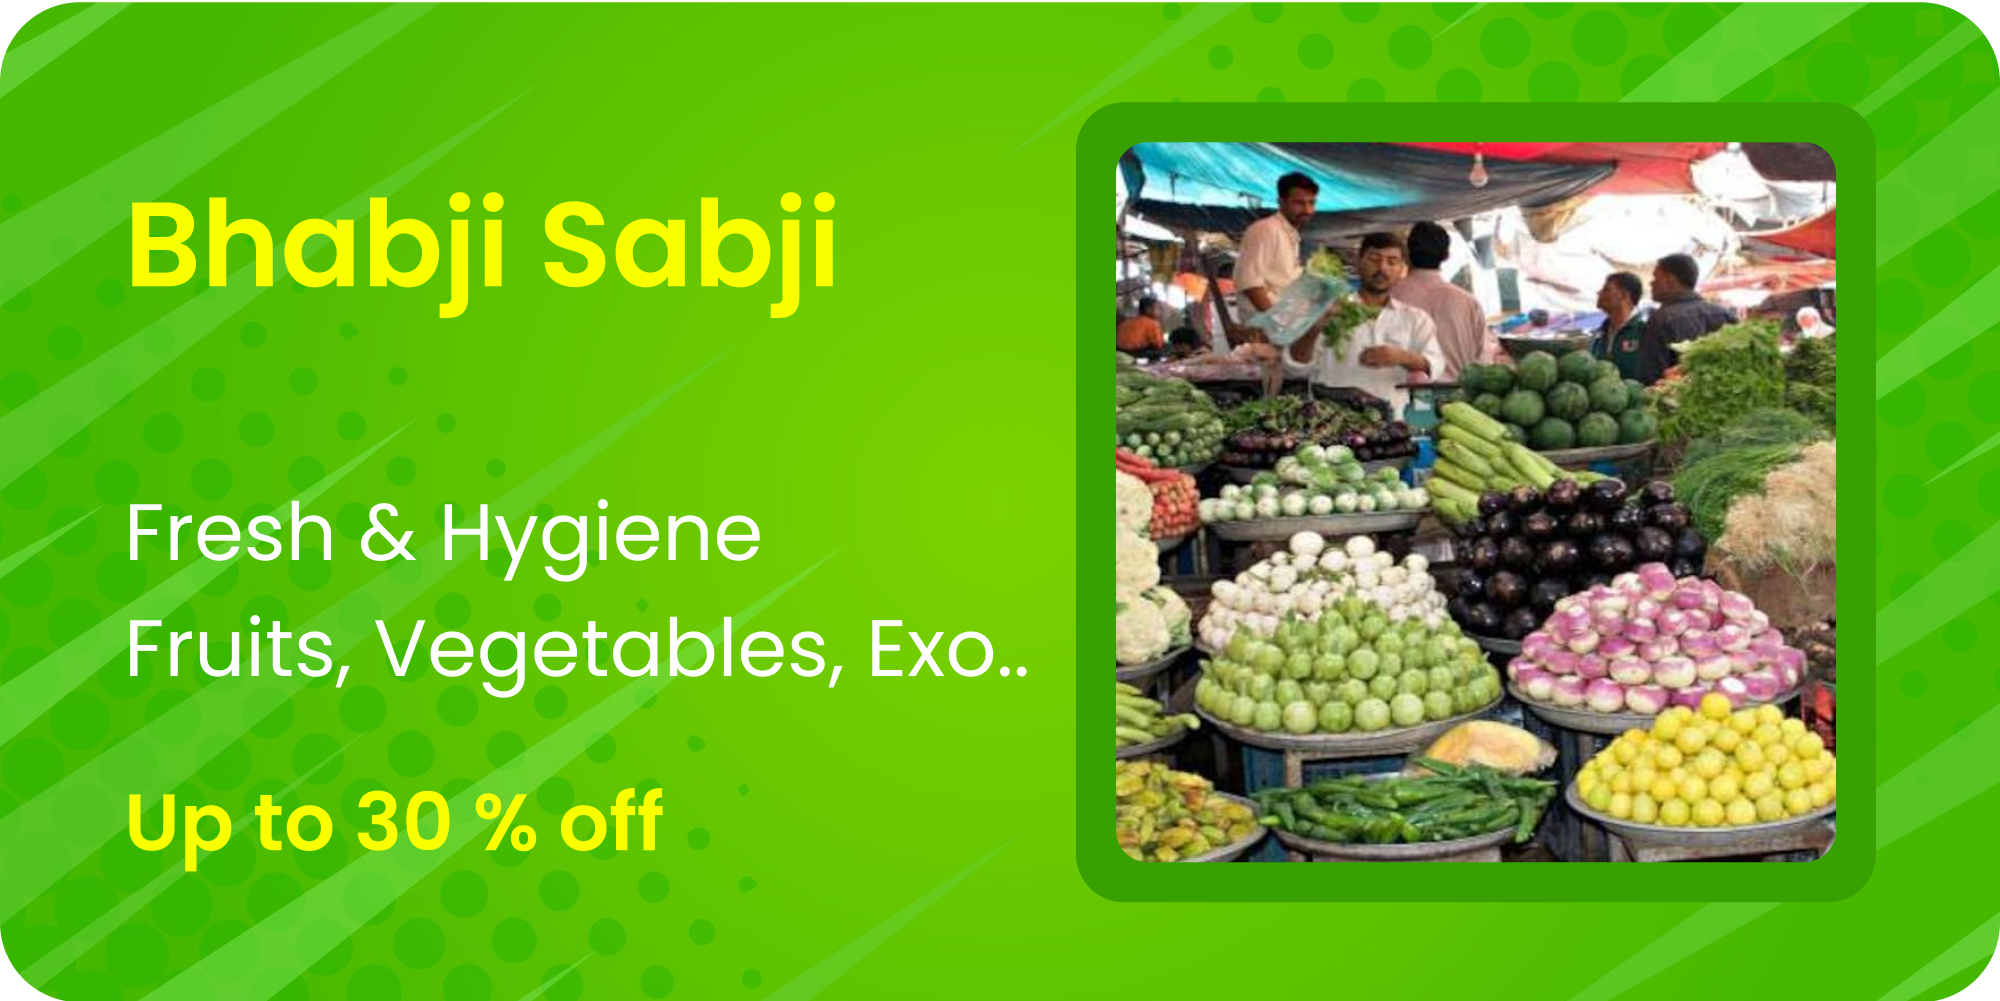 Bhabji Sabji
Fresh & Hygiene
Fruits, Vegetables, Exo..
Up to 30 % off